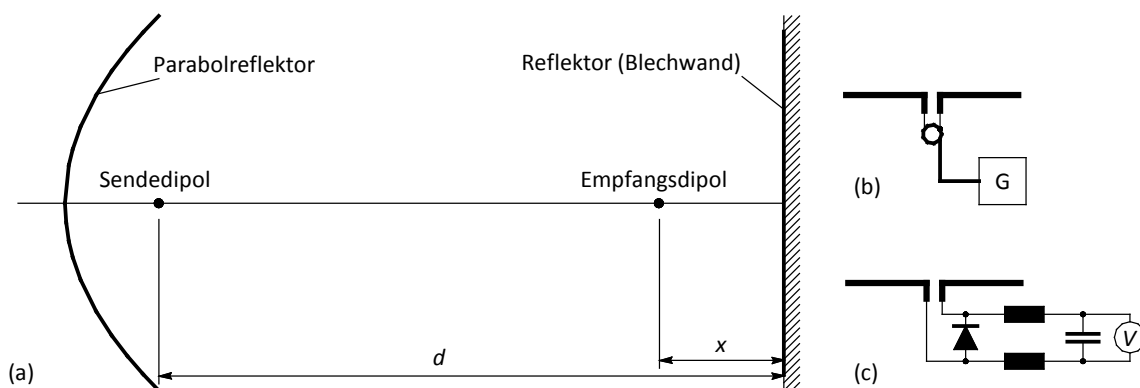 Parabolreflektor
Reflektor (Blechwand)
Sendedipol
Empfangsdipol
d
x
(a)
G
(b)
V
(c)